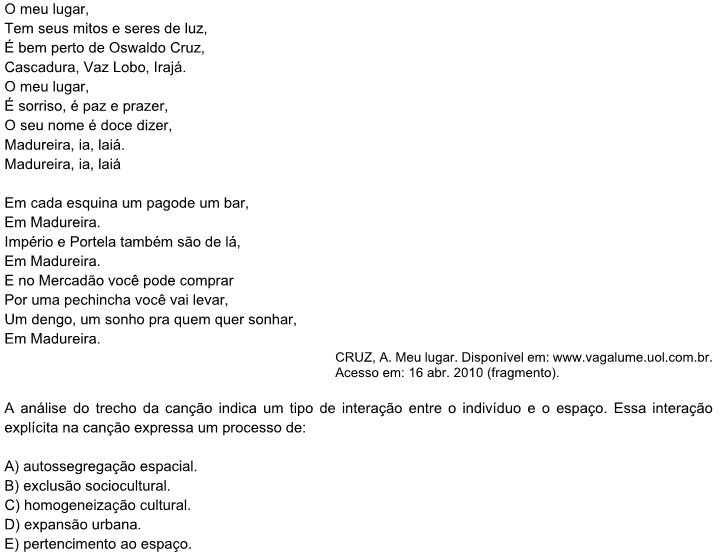 O meu lugar,
Tem seus mitos e seres de luz,
É bem perto de Oswaldo Cruz,
Cascadura, Vaz Lobo, Irajá.
O meu lugar,
É sorriso, é paz e prazer,
O seu nome é doce dizer,
Madureira, ia, laiá.
Madureira, ia, laiá
Em cada esquina um pagode um bar,
Em Madureira.
Império e Portela também são de lá,
Em Madureira.
E no Mercadão você pode comprar
Por uma pechincha você vai levar,
Um dengo, um sonho pra quem quer sonhar,
Em Madureira.
CRUZ, A. Meu lugar. Disponível em: www.vagalume.uol.com.br.
Acesso em: 16 abr. 2010 (fragmento).
A análise do trecho da canção indica um tipo de interação entre o indivíduo e o espaço. Essa interação
explícita na canção expressa um processo de:
A) autossegregação espacial.
B) exclusão sociocultural.
C) homogeneização cultural.
D) expansão urbana.
E) pertencimento ao espaço.